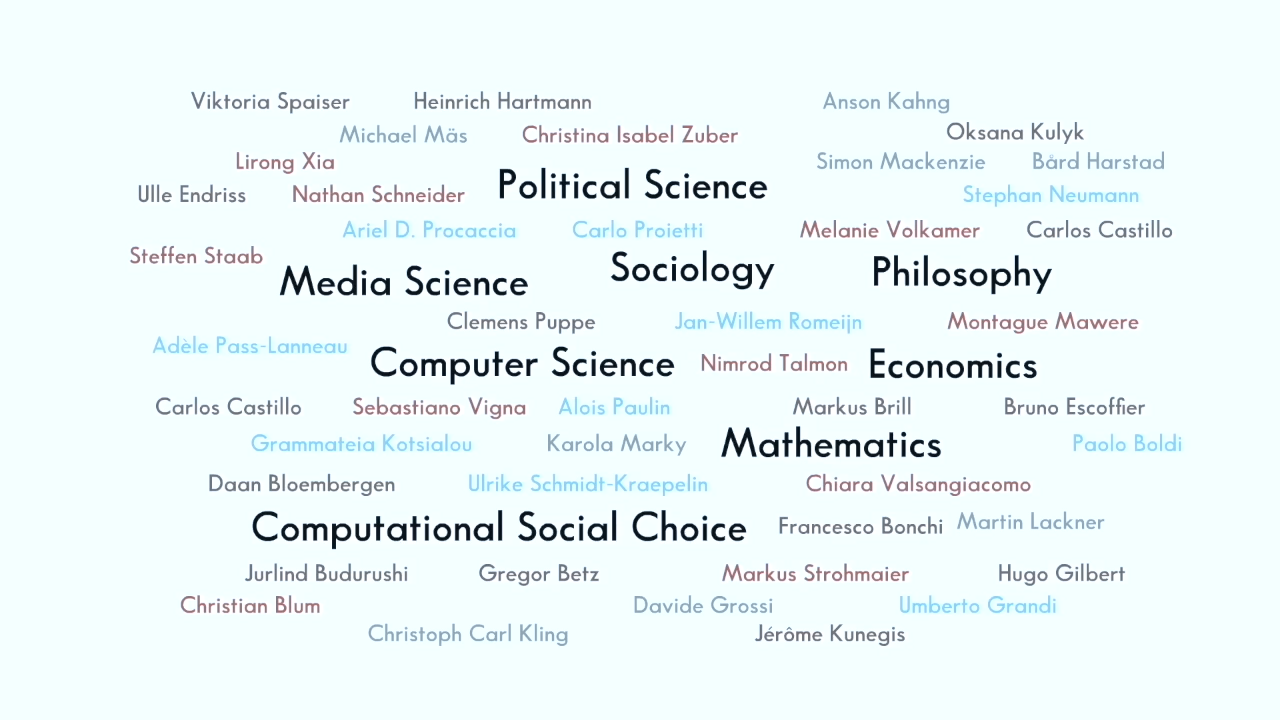 Viktoria Spaiser Heinrich Hartmann Anson Kahng
Michael Mäs Christina Isabel Zuber Oksana Kulyk
Lirong Xia Simon Mackenzie Bård Harstad
Ulle Endriss Nathan Schneider Political Science Stephan Neumann
Ariel D. Procaccia Carlo Proietti Melanie Volkamer Carlos Castillo
Steffen Staab Media Science Sociology Philosophy
Clemens Puppe Jan-Willem Romeijn Montague Mawere
Adèle Pass-Lanneau Computer Science Nimrod Talmon Economics
Carlos Castillo Sebastiano Vigna Alois Paulin Markus Brill Bruno Escoffier
Grammateia Kotsialou Karola Marky Mathematics Paolo Boldi
Daan Bloembergen Ulrike Schmidt-Kraepelin Chiara Valsangiacomo
Computational Social Choice Francesco Bonchi Martin Lackner
Jurlind Budurushi Gregor Betz Markus Strohmaier Hugo Gilbert
Christian Blum Davide Grossi Umberto Grandi
Christoph Carl Kling Jérôme Kunegis